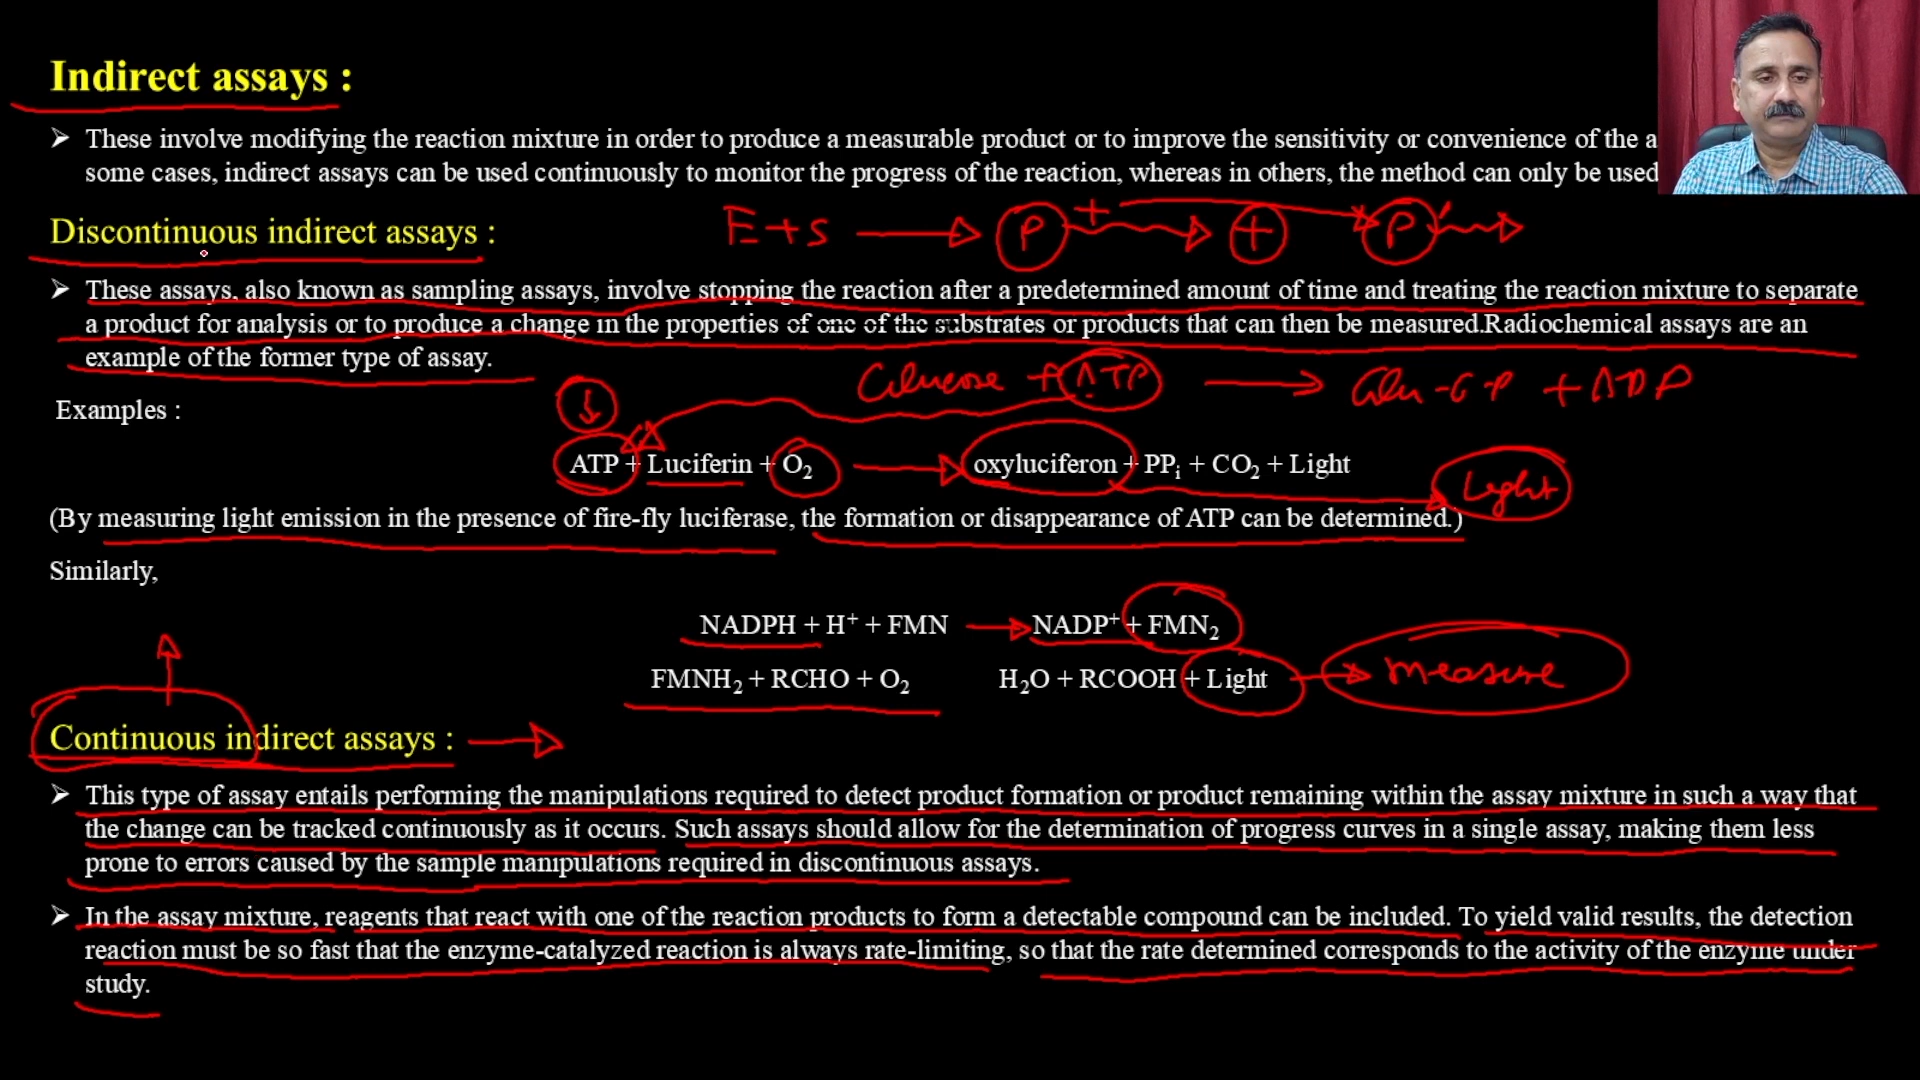 Indirect assays :
➢ These involve modifying the reaction mixture in order to produce a measurable product or to improve the sensitivity or convenience of the a
some cases, indirect assays can be used continuously to monitor the progress of the reaction, whereas in others, the method can only be used
Discontinuous indirect assays :
E+S → P + → + P'
➢ These assays, also known as sampling assays, involve stopping the reaction after a predetermined amount of time and treating the reaction mixture to separate
a product for analysis or to produce a change in the properties of one of the substrates or products that can then be measured.Radiochemical assays are an
example of the former type of assay.
Glucose + ATP → Glu-6P + ADP
Examples :
ATP + Luciferin + O₂ → oxyluciferon + PPᵢ + CO₂ + Light
Light
(By measuring light emission in the presence of fire-fly luciferase, the formation or disappearance of ATP can be determined.)
Similarly,
NADPH + H⁺ + FMN → NADP⁺ + FMN₂
FMNH₂ + RCHO + O₂ H₂O + RCOOH + Light → measure
Continuous indirect assays :
➢ This type of assay entails performing the manipulations required to detect product formation or product remaining within the assay mixture in such a way that
the change can be tracked continuously as it occurs. Such assays should allow for the determination of progress curves in a single assay, making them less
prone to errors caused by the sample manipulations required in discontinuous assays.
➢ In the assay mixture, reagents that react with one of the reaction products to form a detectable compound can be included. To yield valid results, the detection
reaction must be so fast that the enzyme-catalyzed reaction is always rate-limiting, so that the rate determined corresponds to the activity of the enzyme under
study.